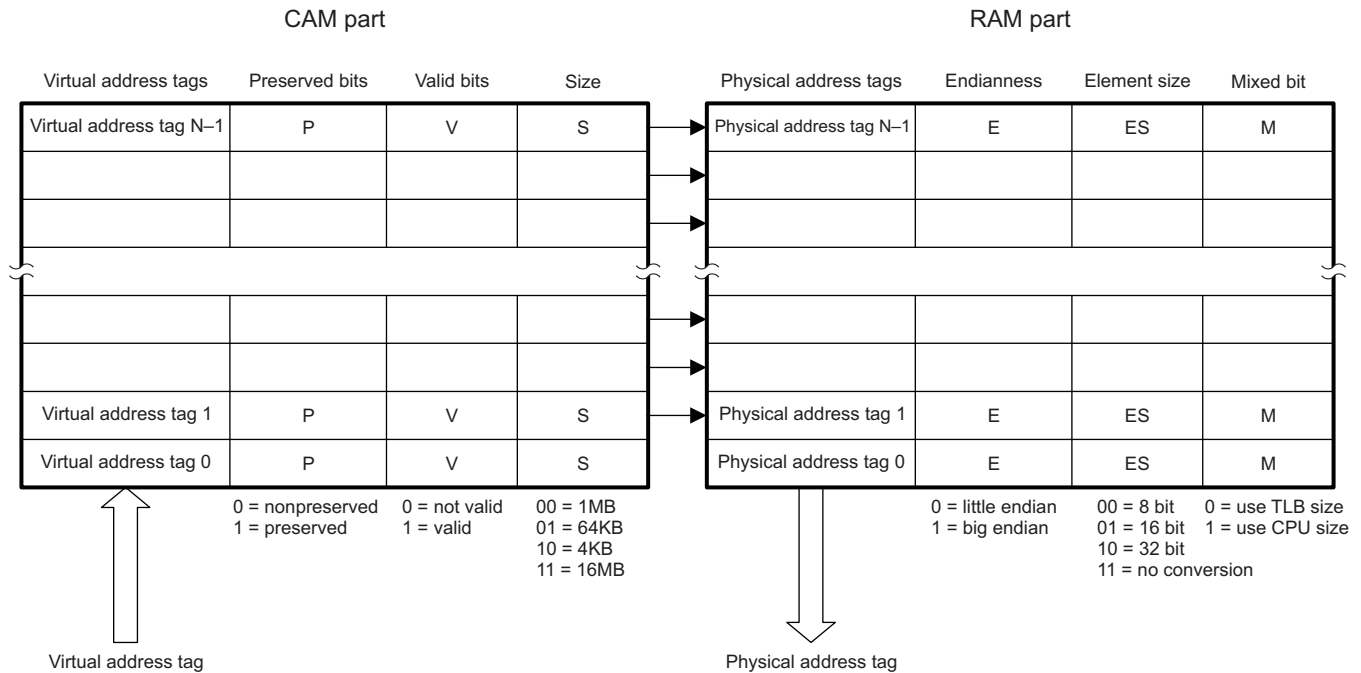 CAM part
RAM part
Virtual address tags Preserved bits Valid bits Size
Physical address tags Endianness Element size Mixed bit
Virtual address tag N–1 P V S
Physical address tag N–1 E ES M
Virtual address tag 1 P V S
Physical address tag 1 E ES M
Virtual address tag 0 P V S
Physical address tag 0 E ES M
0 = nonpreserved
1 = preserved
0 = not valid
1 = valid
00 = 1MB
01 = 64KB
10 = 4KB
11 = 16MB
0 = little endian
1 = big endian
00 = 8 bit
01 = 16 bit
10 = 32 bit
11 = no conversion
0 = use TLB size
1 = use CPU size
Virtual address tag
Physical address tag